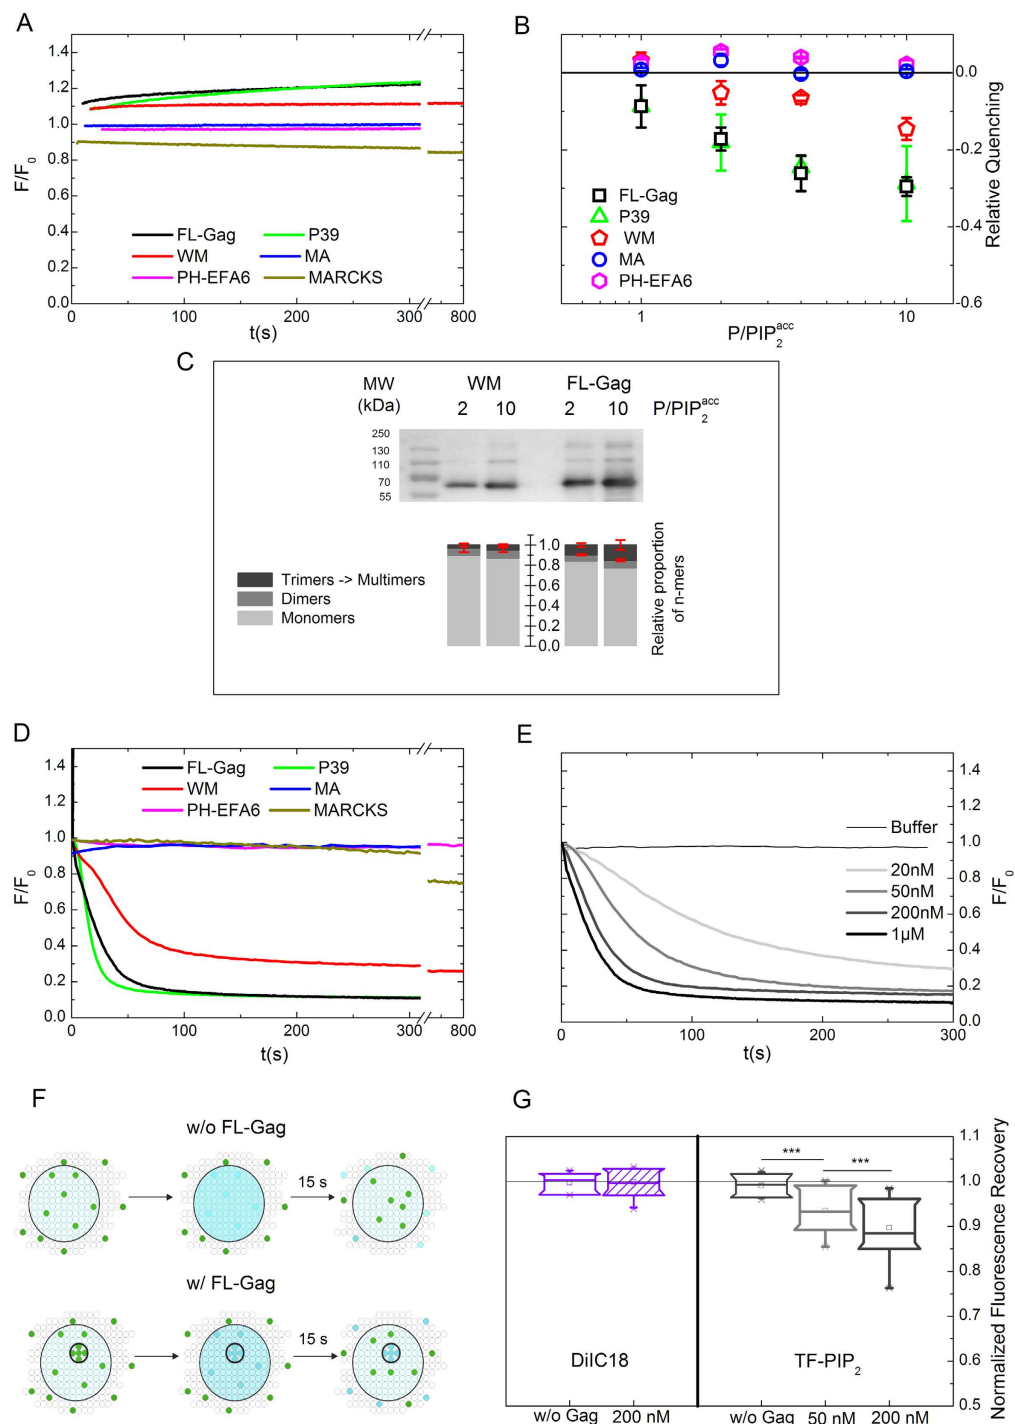 A
1.4
1.2
1.0
0.8
0.6
0.4
0.2
0.0
F/F0
FL-Gag
P39
WM
MA
PH-EFA6
MARCKS
0
100
200
300
800
t(s)
B
0.0
-0.2
-0.4
-0.6
Relative Quenching
FL-Gag
P39
WM
MA
PH-EFA6
1
10
P/PIP2acc
C
MW
(kDa)
WM
FL-Gag
2 10 2 10 P/PIP2acc
250
130
110
70
55
1.0
0.8
0.6
0.4
0.2
0.0
Relative proportion
of n-mers
Trimers -> Multimers
Dimers
Monomers
D
1.4
1.2
1.0
0.8
0.6
0.4
0.2
0.0
F/F0
FL-Gag
P39
WM
MA
PH-EFA6
MARCKS
0
100
200
300
800
t(s)
E
1.4
1.2
1.0
0.8
0.6
0.4
0.2
0.0
F/F0
Buffer
20nM
50nM
200nM
1µM
0
100
200
300
t(s)
F
w/o FL-Gag
15 s
w/ FL-Gag
15 s
G
1.1
1.0
0.9
0.8
0.7
0.6
0.5
Normalized Fluorescence Recovery
***
***
DiIC18
TF-PIP2
w/o Gag
200 nM
w/o Gag
50 nM
200 nM